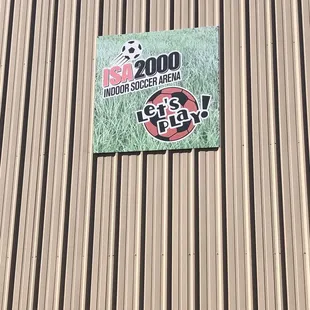 ISA2000
INDOOR SOCCER ARENA
Let's
PLAY!